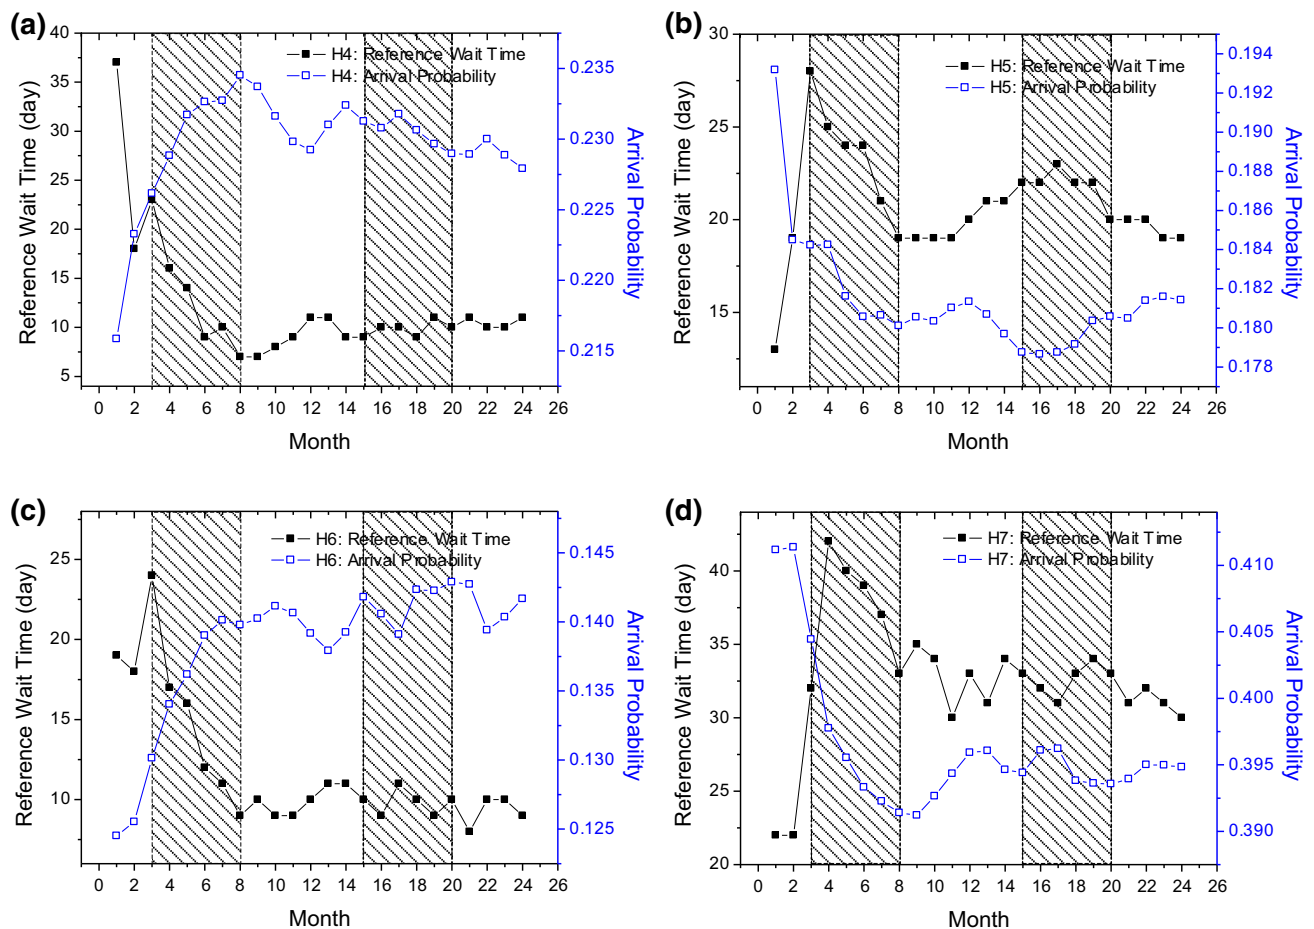 (a)
40
35
30
25
20
15
10
5
Reference Wait Time (day)
H4: Reference Wait Time
H4: Arrival Probability
0.235
0.230
0.225
0.220
0.215
Arrival Probability
0 2 4 6 8 10 12 14 16 18 20 22 24 26
Month
(b)
30
25
20
15
Reference Wait Time (day)
H5: Reference Wait Time
H5: Arrival Probability
0.194
0.192
0.190
0.188
0.186
0.184
0.182
0.180
0.178
Arrival Probability
0 2 4 6 8 10 12 14 16 18 20 22 24 26
Month
(c)
25
20
15
10
Reference Wait Time (day)
H6: Reference Wait Time
H6: Arrival Probability
0.145
0.140
0.135
0.130
0.125
Arrival Probability
0 2 4 6 8 10 12 14 16 18 20 22 24 26
Month
(d)
40
35
30
25
20
Reference Wait Time (day)
H7: Reference Wait Time
H7: Arrival Probability
0.410
0.405
0.400
0.395
0.390
Arrival Probability
0 2 4 6 8 10 12 14 16 18 20 22 24 26
Month